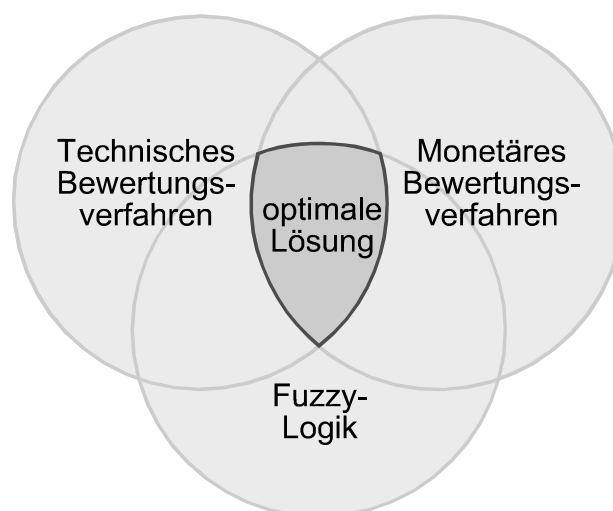 Technisches
Bewertungs-
verfahren
Monetäres
Bewertungs-
verfahren
optimale
Lösung
Fuzzy-
Logik